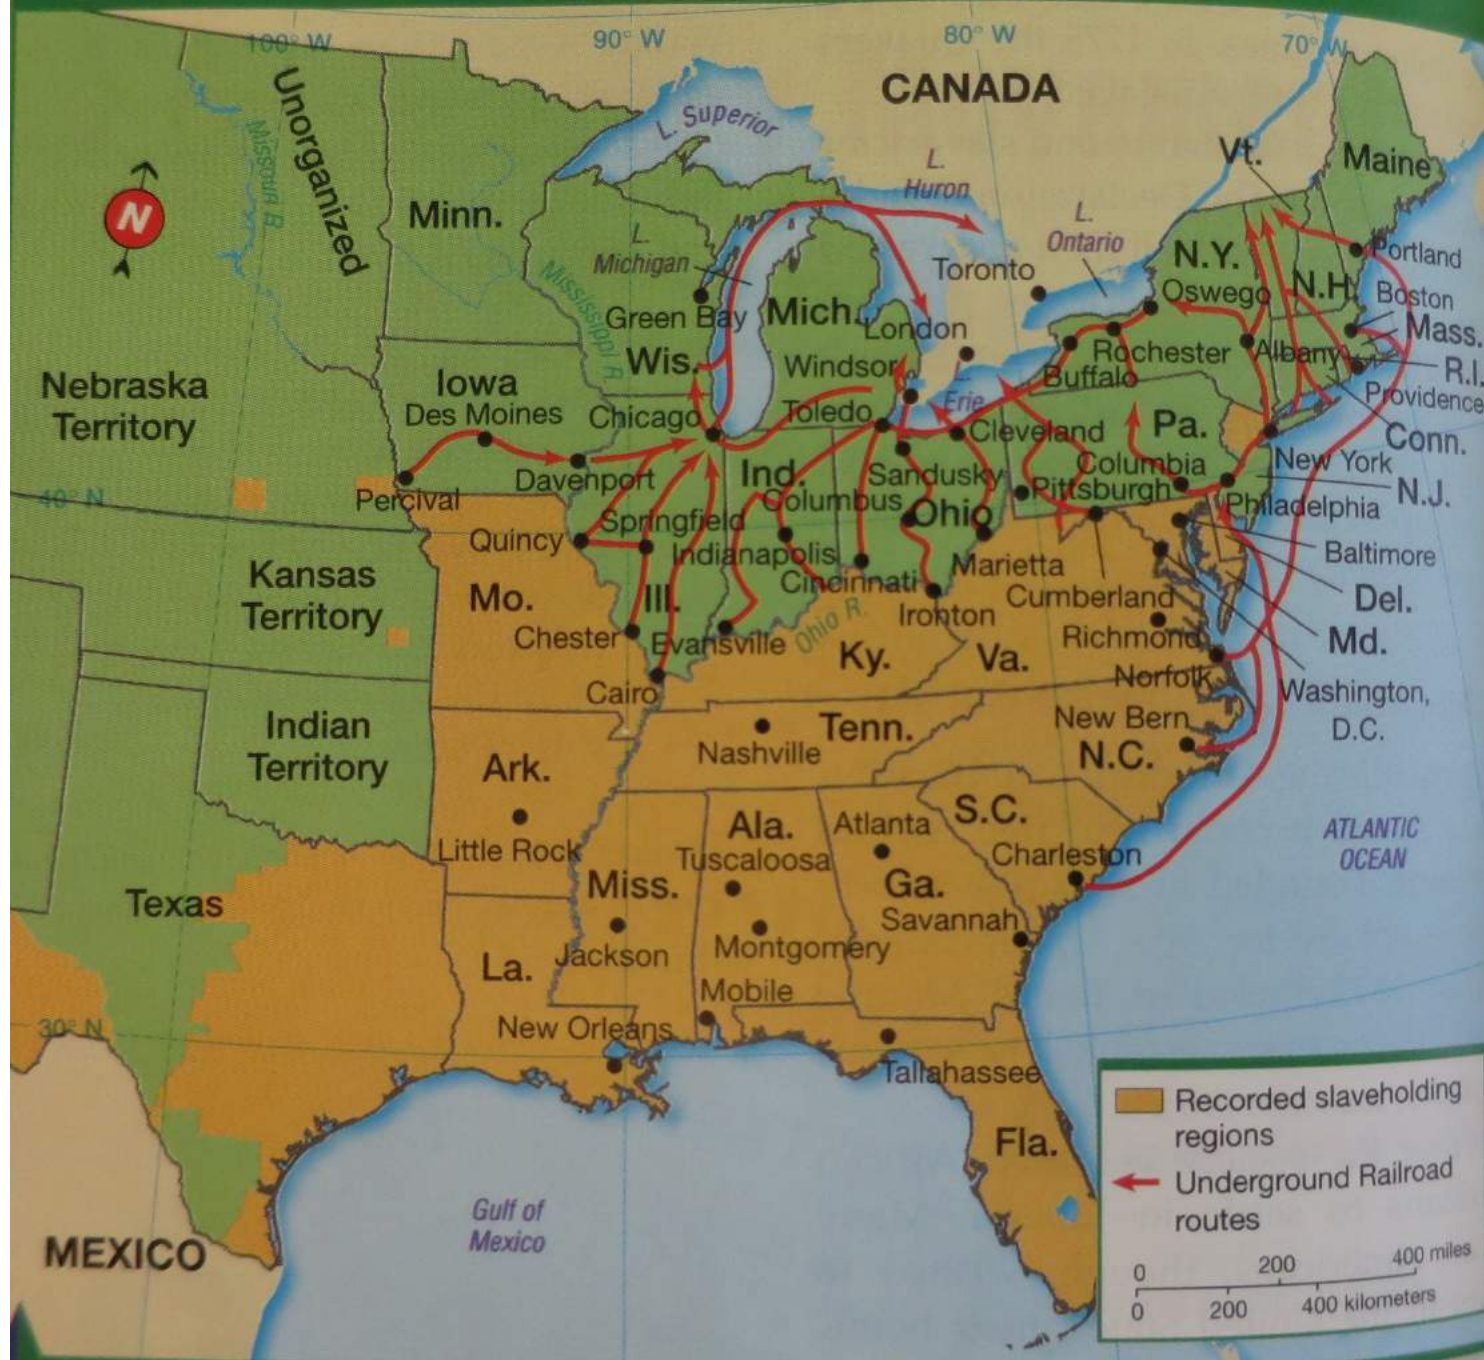 100° W
90° W
80° W
70° W
CANADA
Unorganized
Missouri R.
L. Superior
Vt.
Maine
L.
Huron
N
Minn.
L.
Ontario
L.
Michigan
Mississippi R.
Toronto
N.Y.
Portland
Green Bay
Mich.
London
Oswego
N.H.
Boston
Mass.
Wis.
Windsor
Rochester
Albany
R.I.
Nebraska
Territory
Iowa
Buffalo
L.
Erie
Providence
Des Moines
Chicago
Toledo
Cleveland
Pa.
Conn.
Percival
Davenport
Ind.
Sandusky
Columbia
New York
40° N
Columbus
Pittsburgh
N.J.
Springfield
Ohio
Philadelphia
Quincy
Indianapolis
Marietta
Baltimore
Kansas
Territory
Mo.
Ill.
Cincinnati
Cumberland
Del.
Chester
Evansville
Ohio R.
Ironton
Richmond
Md.
Ky.
Va.
Cairo
Norfolk
Washington,
D.C.
Indian
Territory
Nashville
Tenn.
New Bern
N.C.
Ark.
Ala.
Atlanta
S.C.
ATLANTIC
OCEAN
Little Rock
Tuscaloosa
Charleston
Texas
Miss.
Ga.
Savannah
La.
Jackson
Montgomery
Mobile
30° N
New Orleans
Tallahassee
Fla.
Gulf of
Mexico
MEXICO
Recorded slaveholding
regions
Underground Railroad
routes
0 200 400 miles
0 200 400 kilometers